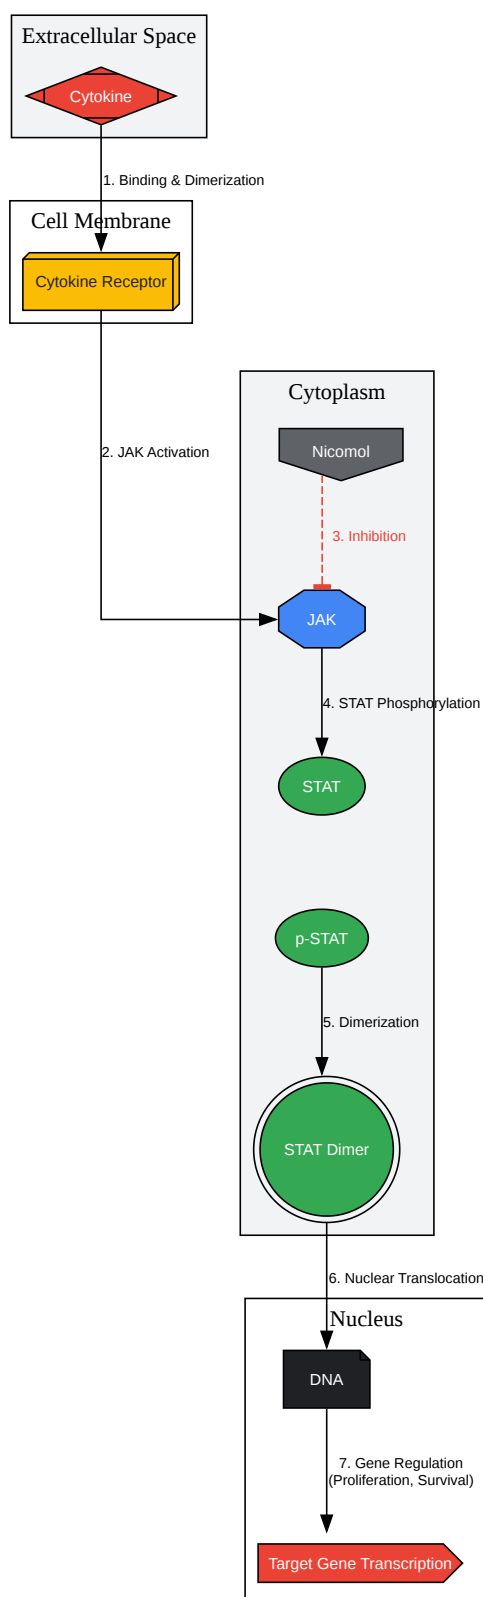 Extracellular Space
Cytokine
1. Binding & Dimerization
Cell Membrane
Cytokine Receptor
Cytoplasm
Nicomol
2. JAK Activation
3. Inhibition
JAK
4. STAT Phosphorylation
STAT
p-STAT
5. Dimerization
STAT Dimer
6. Nuclear Translocation
Nucleus
DNA
7. Gene Regulation
(Proliferation, Survival)
Target Gene Transcription